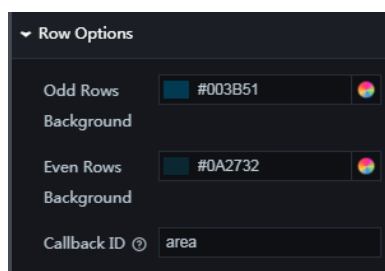 Row Options
Odd Rows #003B51
Background
Even Rows #0A2732
Background
Callback ID ? area